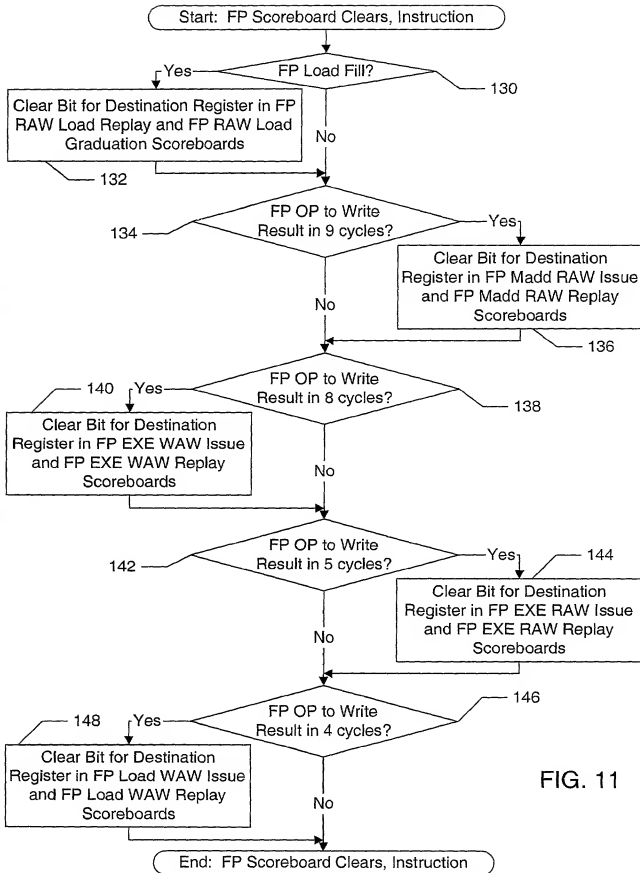 Start: FP Scoreboard Clears, Instruction
FP Load Fill?
Yes
130
Clear Bit for Destination Register in FP
RAW Load Replay and FP RAW Load
Graduation Scoreboards
No
132
FP OP to Write
Result in 9 cycles?
134
Yes
Clear Bit for Destination
Register in FP Madd RAW Issue
and FP Madd RAW Replay
Scoreboards
No
136
FP OP to Write
Result in 8 cycles?
140
Yes
138
Clear Bit for Destination
Register in FP EXE WAW Issue
and FP EXE WAW Replay
Scoreboards
No
FP OP to Write
Result in 5 cycles?
142
Yes
144
Clear Bit for Destination
Register in FP EXE RAW Issue
and FP EXE RAW Replay
Scoreboards
No
FP OP to Write
Result in 4 cycles?
146
148
Yes
Clear Bit for Destination
Register in FP Load WAW Issue
and FP Load WAW Replay
Scoreboards
No
FIG. 11
End: FP Scoreboard Clears, Instruction